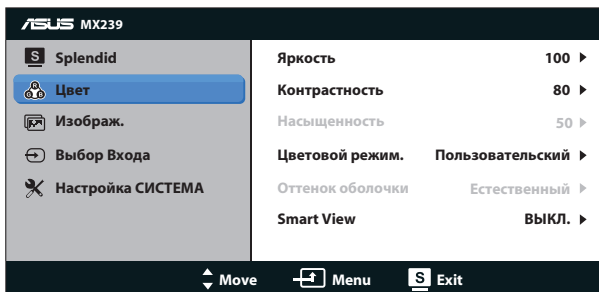 ASUS MX239
S Splendid
Цвет
Изображ.
Выбор Входа
Настройка СИСТЕМА
Яркость 100
Контрастность 80
Насыщенность 50
Цветовой режим. Пользовательский
Оттенок оболочки Естественный
Smart View ВЫКЛ.
Move Menu S Exit